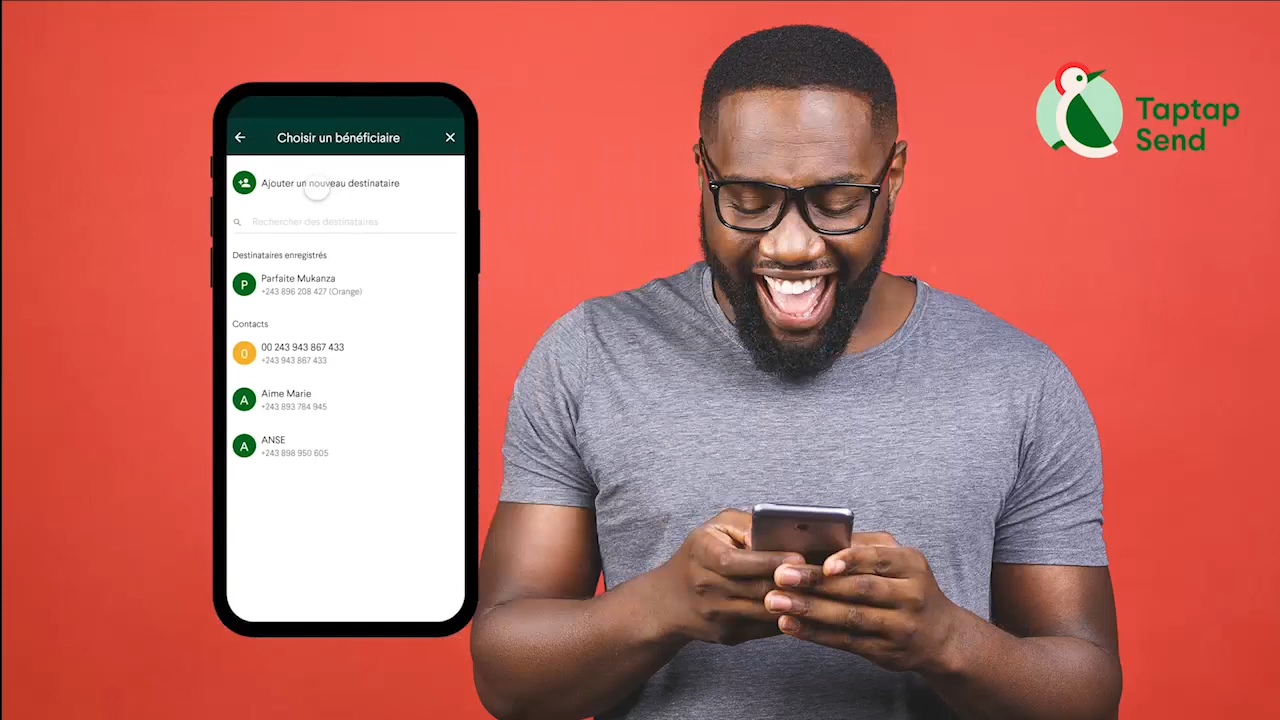 Choisir un bénéficiaire
Ajouter un nouveau destinataire
Rechercher des destinataires
Destinataires enregistrés
P
Parfaite Mukanza
+243 896 208 427 (Orange)
Contacts
0
00 243 943 867 433
+243 943 867 433
A
Aime Marie
+243 893 784 945
A
ANSE
+243 898 950 605
Taptap
Send